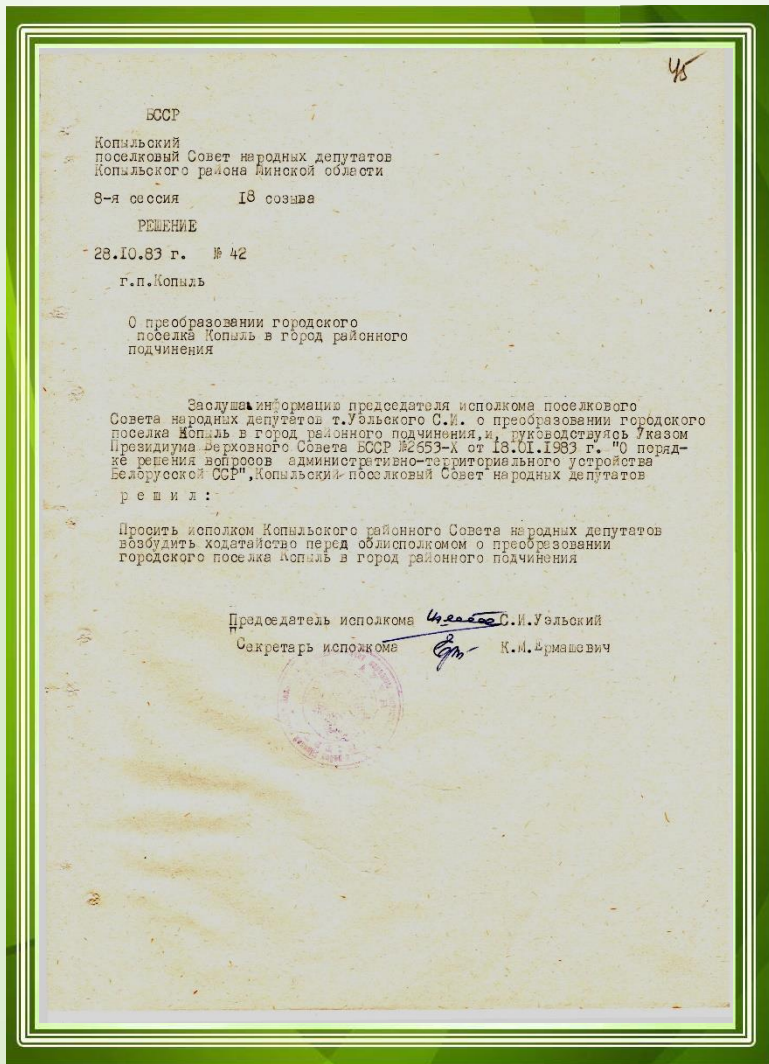 45
БССР
Копыльский
поселковый Совет народных депутатов
Копыльского района Минской области
8-я сессия 18 созыва
РЕШЕНИЕ
28.10.83 г. № 42
г.п.Копыль
О преобразовании городского
поселка Копыль в город районного
подчинения
Заслушав информацию председателя исполкома поселкового
Совета народных депутатов т.Уэльского С.И. о преобразовании городского
поселка Копыль в город районного подчинения,и, руководствуясь Указом
Президиума Верховного Совета БССР №2653-X от 18.01.1983 г. "О поряд-
ке решения вопросов административно-территориального устройства
Белорусской ССР",Копыльский поселковый Совет народных депутатов
р е ш и л :
Просить исполком Копыльского районного Совета народных депутатов
возбудить ходатайство перед облисполкомом о преобразовании
городского поселка Копыль в город районного подчинения
Председатель исполкома С.И.Уэльский
Секретарь исполкома К.М.Ермашевич